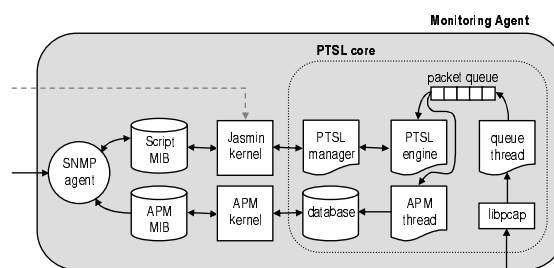 Monitoring Agent
PTSL core
packet queue
Script
MIB
Jasmin
kernel
PTSL
manager
PTSL
engine
queue
thread
SNMP
agent
APM
MIB
APM
kernel
database
APM
thread
libpcap